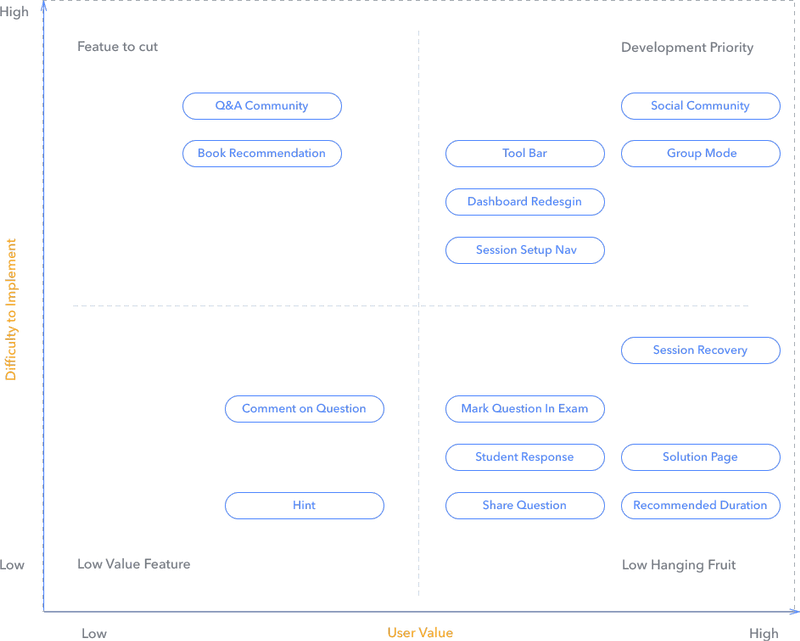 High
Featue to cut
Development Priority
Q&A Community
Social Community
Book Recommendation
Tool Bar
Group Mode
Dashboard Redesgin
Session Setup Nav
Difficulty to Implement
Session Recovery
Comment on Question
Mark Question In Exam
Student Response
Solution Page
Hint
Share Question
Recommended Duration
Low
Low Value Feature
Low Hanging Fruit
Low
User Value
High